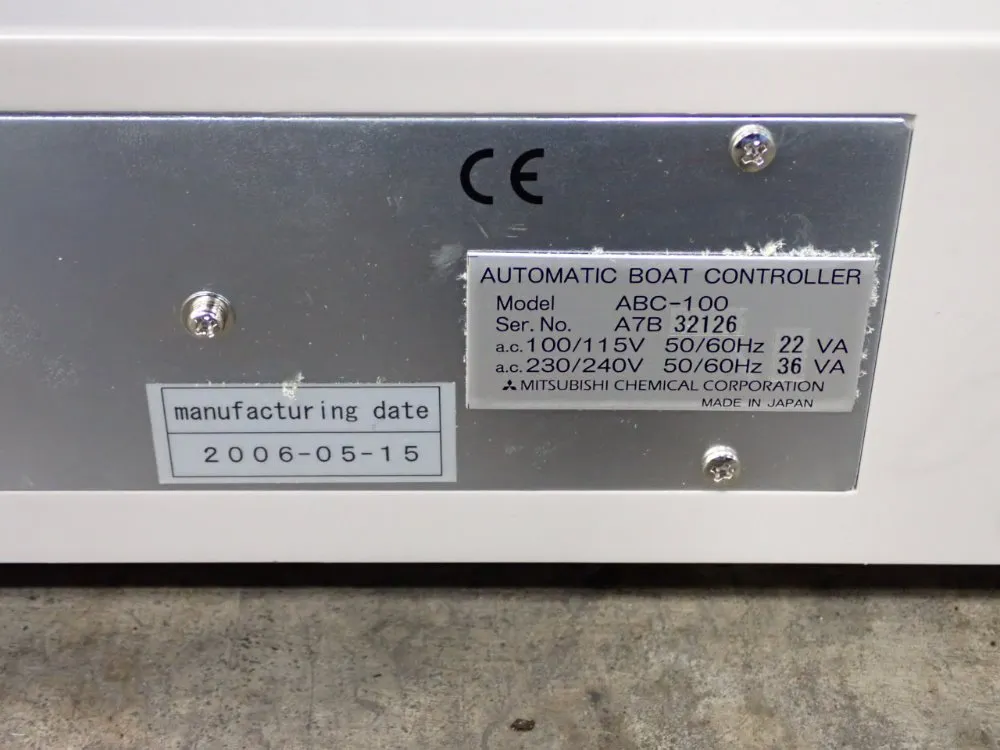 CE
AUTOMATIC BOAT CONTROLLER
Model ABC-100
Ser. No. A7B 32126
a.c. 100/115V 50/60Hz 22 VA
a.c. 230/240V 50/60Hz 36 VA
MITSUBISHI CHEMICAL CORPORATION
MADE IN JAPAN
manufacturing date
2006-05-15